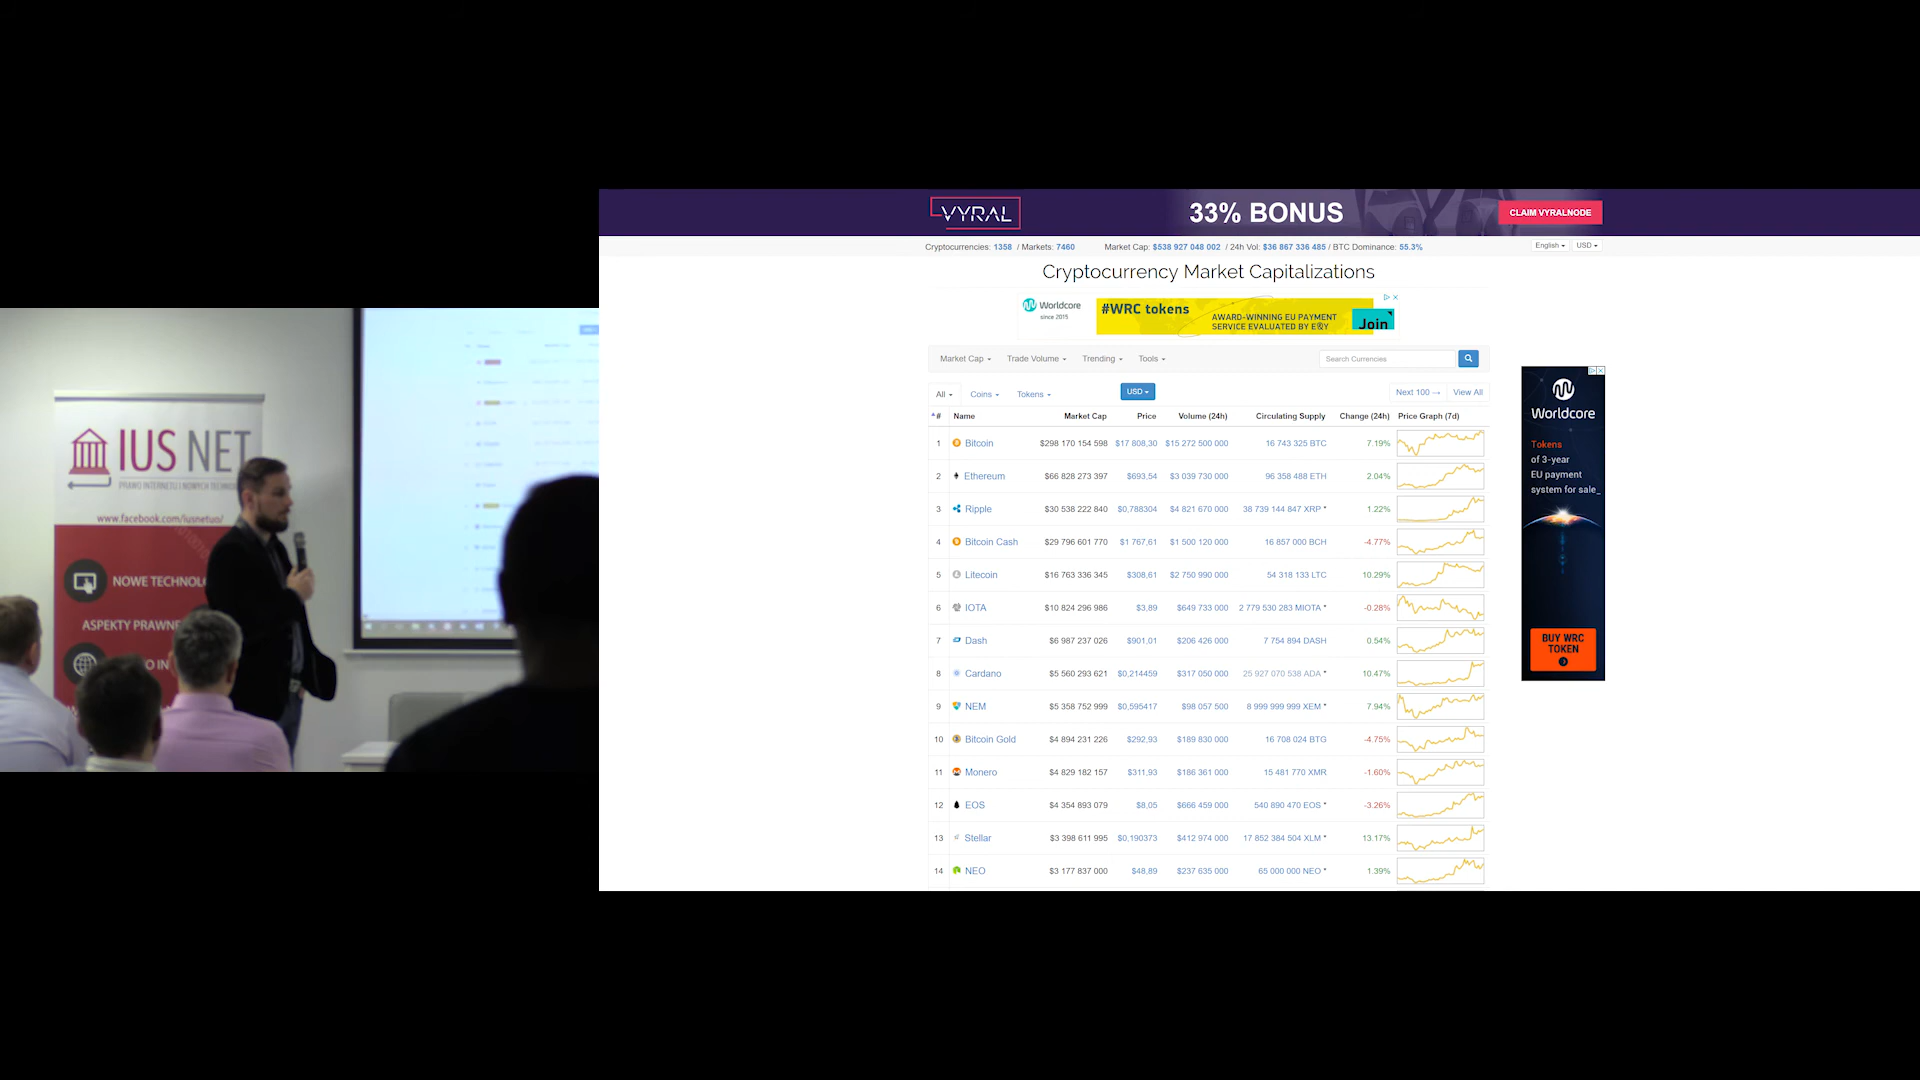 IUS NET
PRAWO INTERNETU I NOWYCH TECHNOL
www.facebook.com/iusnetuo/
NOWE TECHNOL
ASPEKTY PRAWNE
VYRAL
33% BONUS
CLAIM VYRALNODE
Cryptocurrencies: 1358 / Markets: 7460 Market Cap: $538 927 048 002 / 24h Vol: $36 867 336 485 / BTC Dominance: 55.3% English USD
Cryptocurrency Market Capitalizations
Worldcore
since 2015
#WRC tokens
AWARD-WINNING EU PAYMENT
SERVICE EVALUATED BY E&Y
Join
Market Cap Trade Volume Trending Tools Search Currencies
All Coins Tokens USD Next 100 → View All
# Name Market Cap Price Volume (24h) Circulating Supply Change (24h) Price Graph (7d)
1 Bitcoin $298 170 154 598 $17 808,30 $15 272 500 000 16 743 325 BTC 7.19%
2 Ethereum $66 828 273 397 $693,54 $3 039 730 000 96 358 488 ETH 2.04%
3 Ripple $30 538 222 840 $0,788304 $4 821 670 000 38 739 144 847 XRP * 1.22%
4 Bitcoin Cash $29 796 601 770 $1 767,61 $1 500 120 000 16 857 000 BCH -4.77%
5 Litecoin $16 763 336 345 $308,61 $2 750 990 000 54 318 133 LTC 10.29%
6 IOTA $10 824 296 986 $3,89 $649 733 000 2 779 530 283 MIOTA * -0.28%
7 Dash $6 987 237 026 $901,01 $206 426 000 7 754 894 DASH 0.54%
8 Cardano $5 560 293 621 $0,214459 $317 050 000 25 927 070 538 ADA * 10.47%
9 NEM $5 358 752 999 $0,595417 $98 057 500 8 999 999 999 XEM * 7.94%
10 Bitcoin Gold $4 894 231 226 $292,93 $189 830 000 16 708 024 BTG -4.75%
11 Monero $4 829 182 157 $311,93 $186 361 000 15 481 770 XMR -1.60%
12 EOS $4 354 893 079 $8,05 $666 459 000 540 890 470 EOS * -3.26%
13 Stellar $3 398 611 995 $0,190373 $412 974 000 17 852 384 504 XLM * 13.17%
14 NEO $3 177 837 000 $48,89 $237 635 000 65 000 000 NEO * 1.39%
Worldcore
Tokens
of 3-year
EU payment
system for sale_
BUY WRC
TOKEN